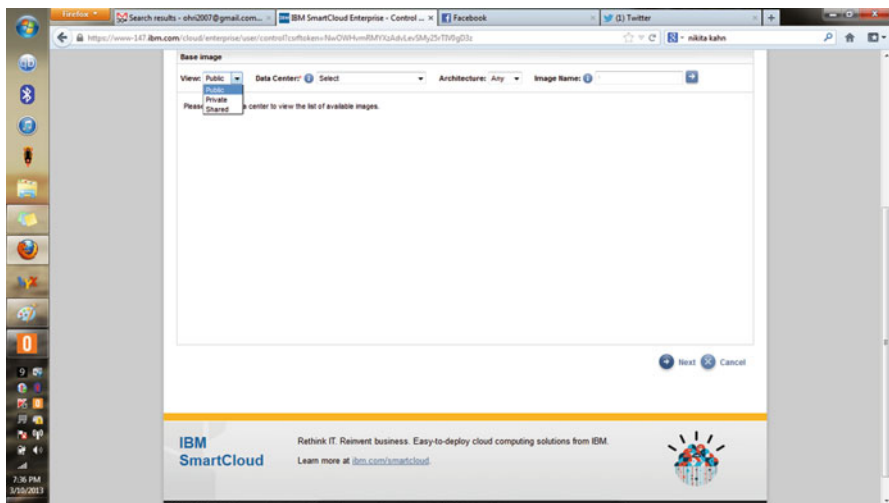 Firefox
Search results - ohri2007@gmail.com...
IBM SmartCloud Enterprise - Control ...
Facebook
(1) Twitter
nikita kahn
Base image
View: Public Data Center: Select Architecture: Any Image Name:
Public
Private
Shared
Please a center to view the list of available images.
Next Cancel
IBM
SmartCloud
Rethink IT. Reinvent business. Easy-to-deploy cloud computing solutions from IBM.
Learn more at ibm.com/smartcloud.
7:36 PM
3/10/2013